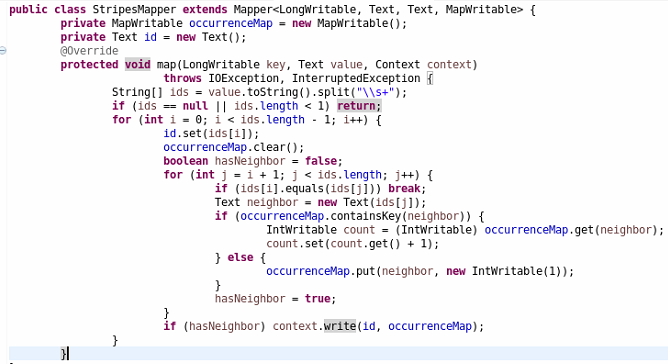 public class StripesMapper extends Mapper<LongWritable, Text, Text, MapWritable> {
private MapWritable occurrenceMap = new MapWritable();
private Text id = new Text();
@Override
protected void map(LongWritable key, Text value, Context context)
throws IOException, InterruptedException {
String[] ids = value.toString().split("\\s+");
if (ids == null || ids.length < 1) return;
for (int i = 0; i < ids.length - 1; i++) {
id.set(ids[i]);
occurrenceMap.clear();
boolean hasNeighbor = false;
for (int j = i + 1; j < ids.length; j++) {
if (ids[i].equals(ids[j])) break;
Text neighbor = new Text(ids[j]);
if (occurrenceMap.containsKey(neighbor)) {
IntWritable count = (IntWritable) occurrenceMap.get(neighbor);
count.set(count.get() + 1);
} else {
occurrenceMap.put(neighbor, new IntWritable(1));
}
hasNeighbor = true;
}
if (hasNeighbor) context.write(id, occurrenceMap);
}
}